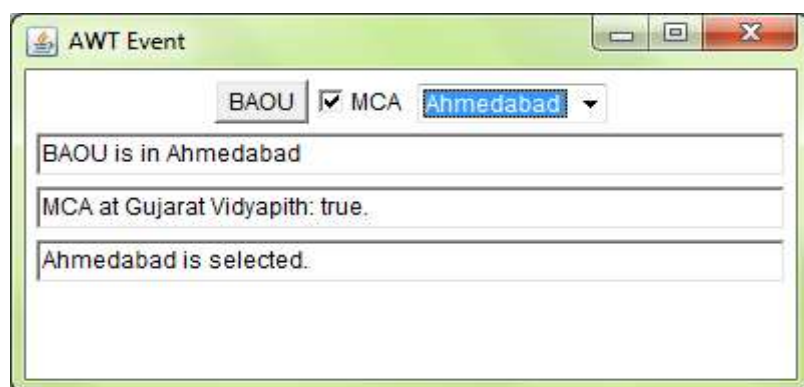 AWT Event
BAOU MCA Ahmedabad
BAOU is in Ahmedabad
MCA at Gujarat Vidyapith: true.
Ahmedabad is selected.